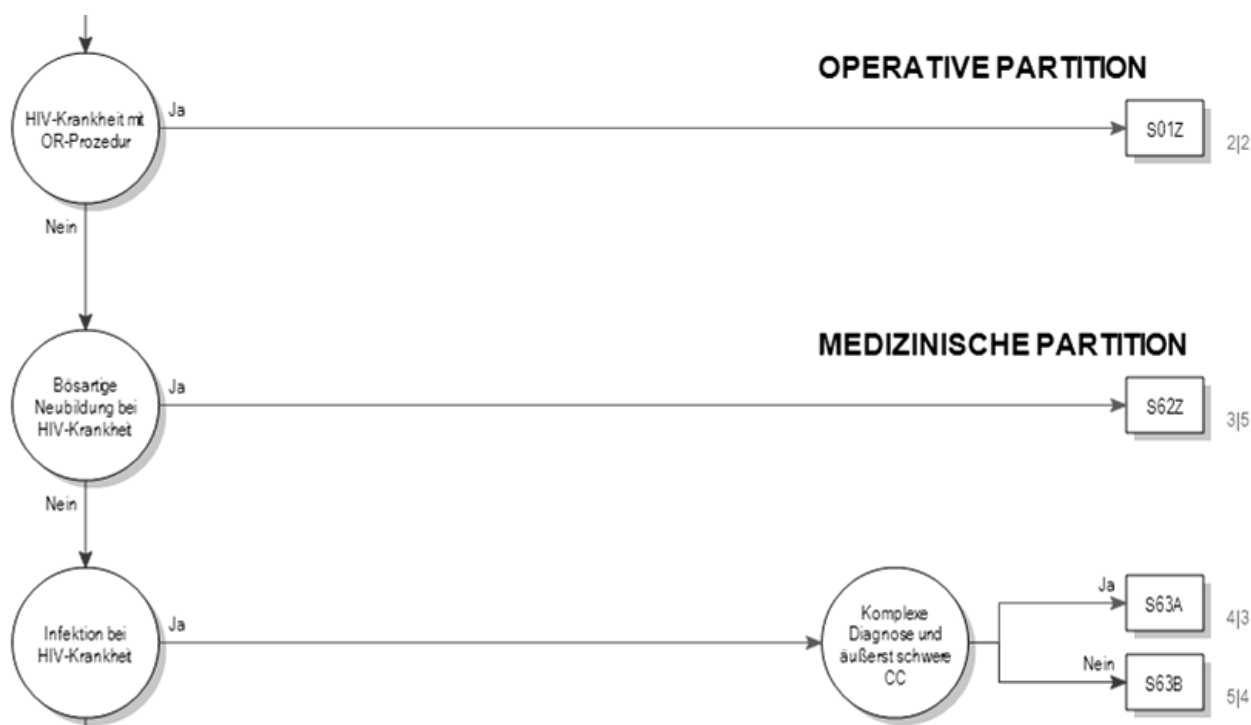 OPERATIVE PARTITION
HIV-Krankheit mit
OR-Prozedur
Ja
S01Z
2|2
Nein
MEDIZINISCHE PARTITION
Bösartige
Neubildung bei
HIV-Krankheit
Ja
S62Z
3|5
Nein
Infektion bei
HIV-Krankheit
Ja
Komplexe
Diagnose und
äußerst schwere
CC
Ja
S63A
4|3
Nein
S63B
5|4